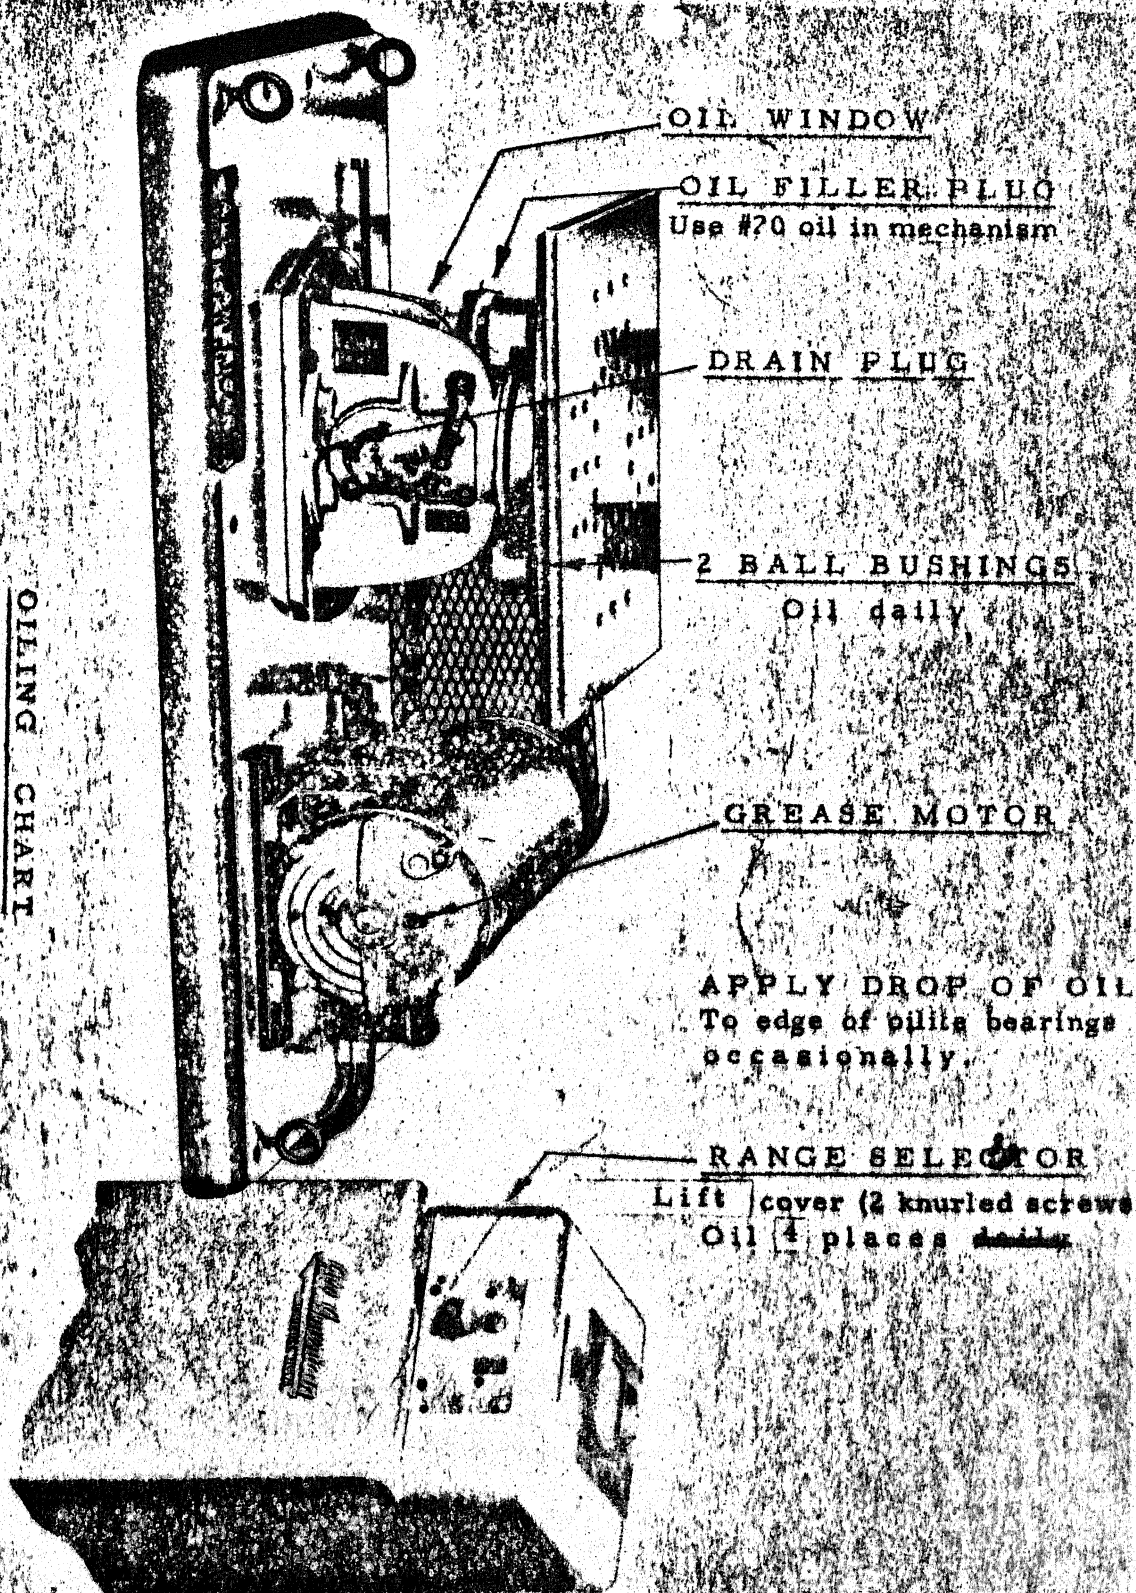 OIL WINDOW
OIL FILLER PLUG
Use #20 oil in mechanism
DRAIN PLUG
2 BALL BUSHINGS
Oil daily
GREASE MOTOR
APPLY DROP OF OIL
To edge of oilite bearings
occasionally.
RANGE SELECTOR
Lift cover (2 knurled screws
Oil 4 places daily
OILING CHART